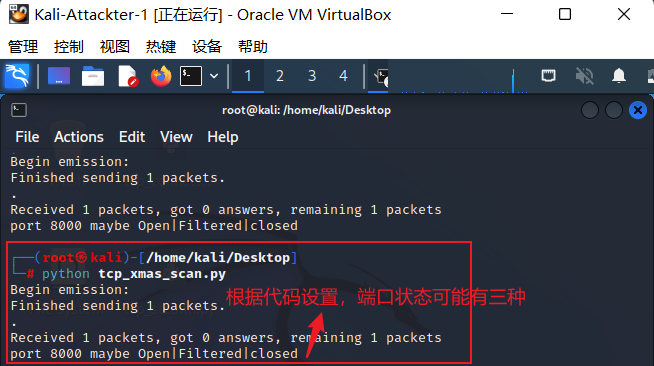 Kali-Attackter-1 [正在运行] - Oracle VM VirtualBox
管理 控制 视图 热键 设备 帮助
1 2 3 4
root@kali: /home/kali/Desktop
File Actions Edit View Help
Begin emission:
Finished sending 1 packets.
.
Received 1 packets, got 0 answers, remaining 1 packets
port 8000 maybe Open|Filtered|closed
┌──(root㉿kali)-[/home/kali/Desktop]
└─# python tcp_xmas_scan.py
Begin emission:
Finished sending 1 packets.
根据代码设置，端口状态可能有三种
.
Received 1 packets, got 0 answers, remaining 1 packets
port 8000 maybe Open|Filtered|closed